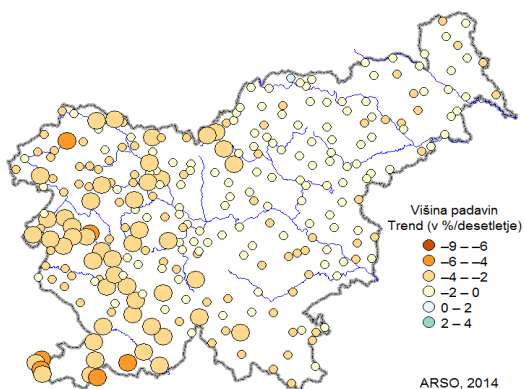 Višina padavin
Trend (v %/desetletje)
–9 – –6
–6 – –4
–4 – –2
–2 – 0
0 – 2
2 – 4
ARSO, 2014